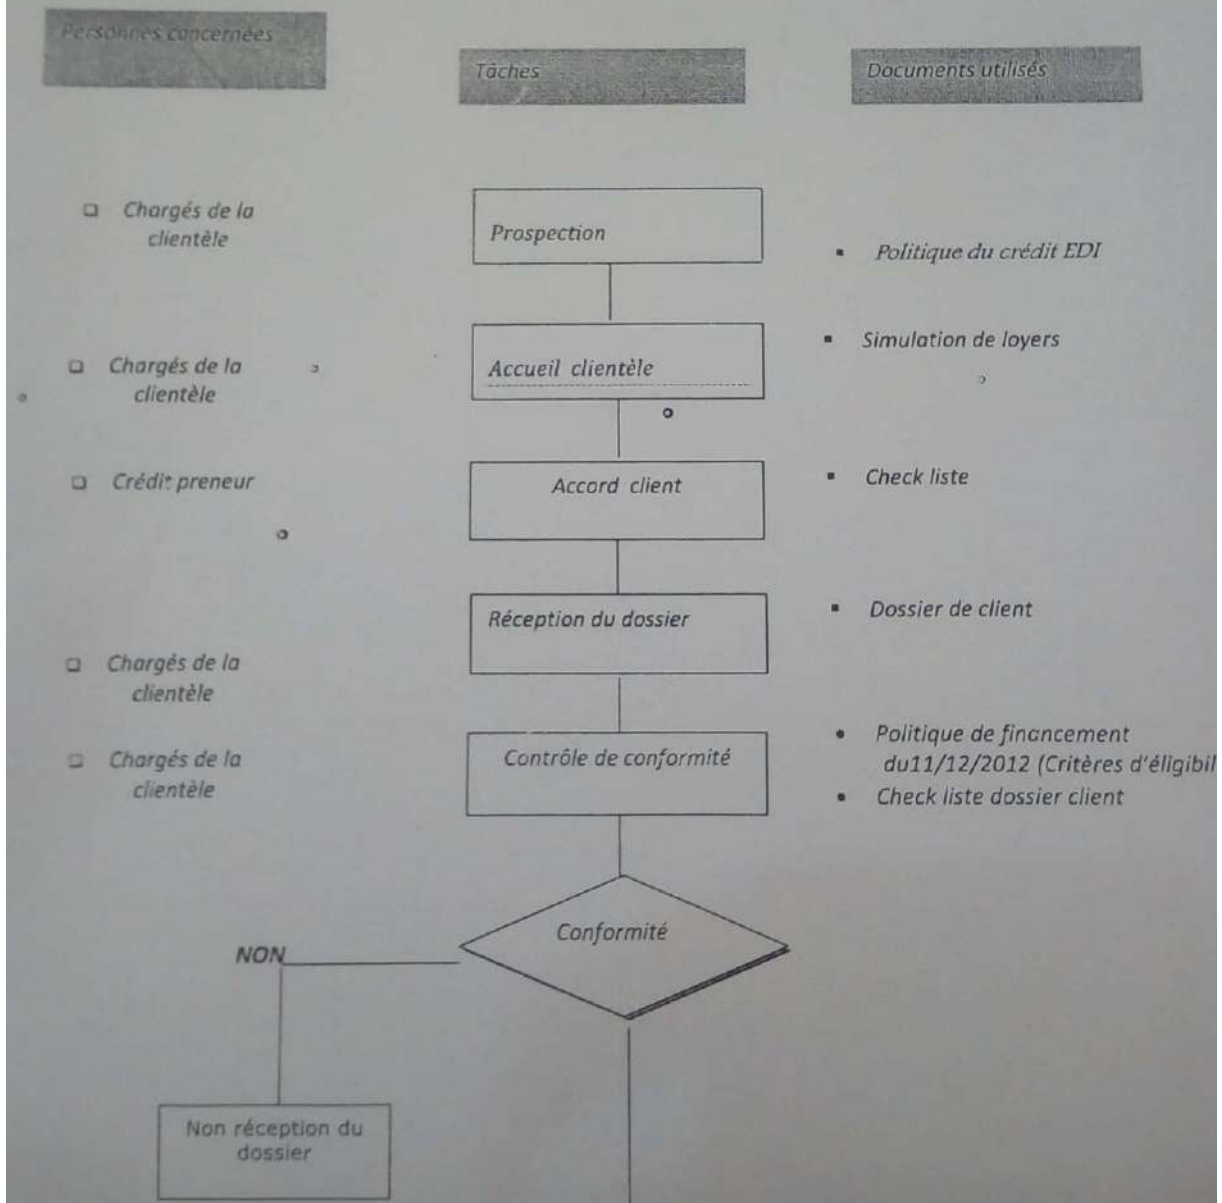 Personnes concernées
Tâches
Documents utilisés
Chargés de la
clientèle
Prospection
Politique du crédit EDI
Chargés de la
clientèle
Accueil clientèle
Simulation de loyers
Crédit preneur
Accord client
Check liste
Réception du dossier
Dossier de client
Chargés de la
clientèle
Chargés de la
clientèle
Contrôle de conformité
Politique de financement
du11/12/2012 (Critères d'éligibil
Check liste dossier client
Conformité
NON
Non réception du
dossier